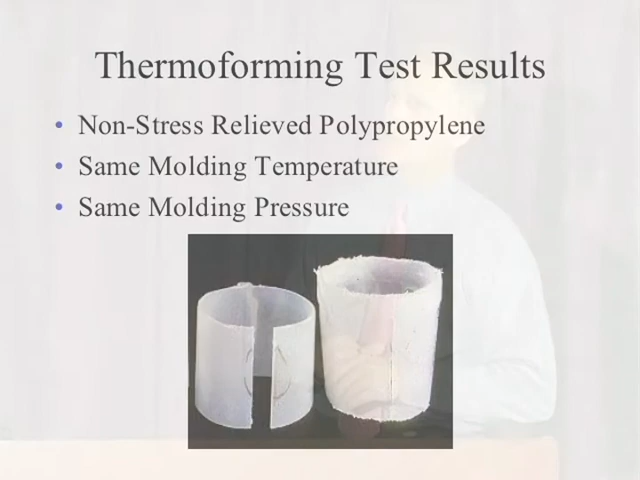 Thermoforming Test Results
• Non-Stress Relieved Polypropylene
• Same Molding Temperature
• Same Molding Pressure